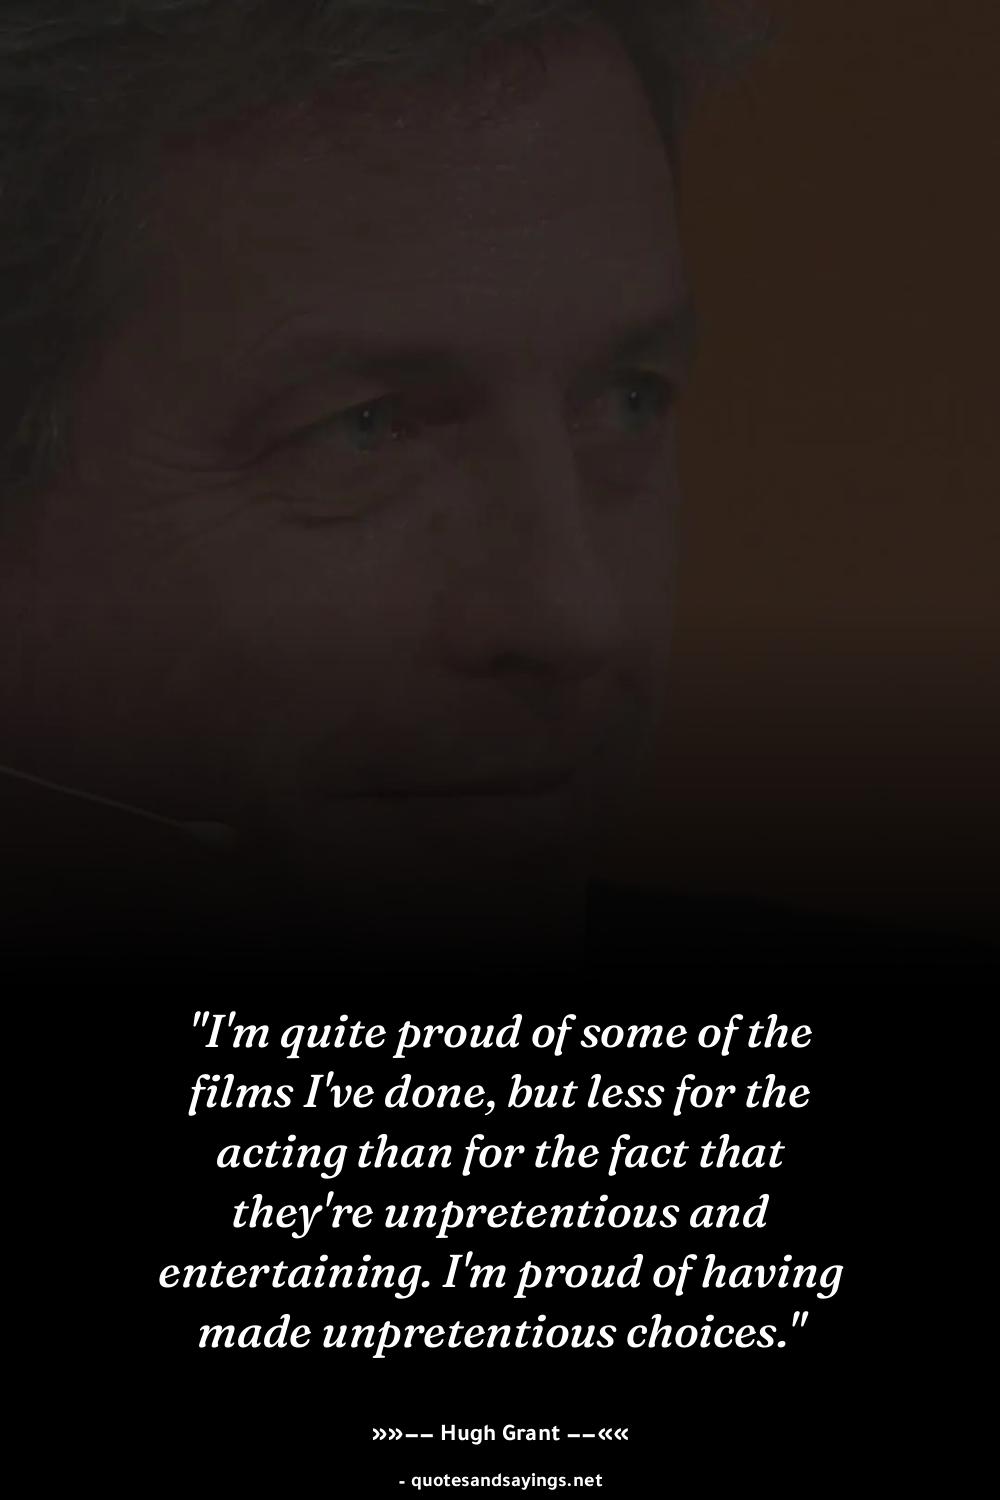 "I'm quite proud of some of the
films I've done, but less for the
acting than for the fact that
they're unpretentious and
entertaining. I'm proud of having
made unpretentious choices."
»»−− Hugh Grant −−««
- quotesandsayings.net